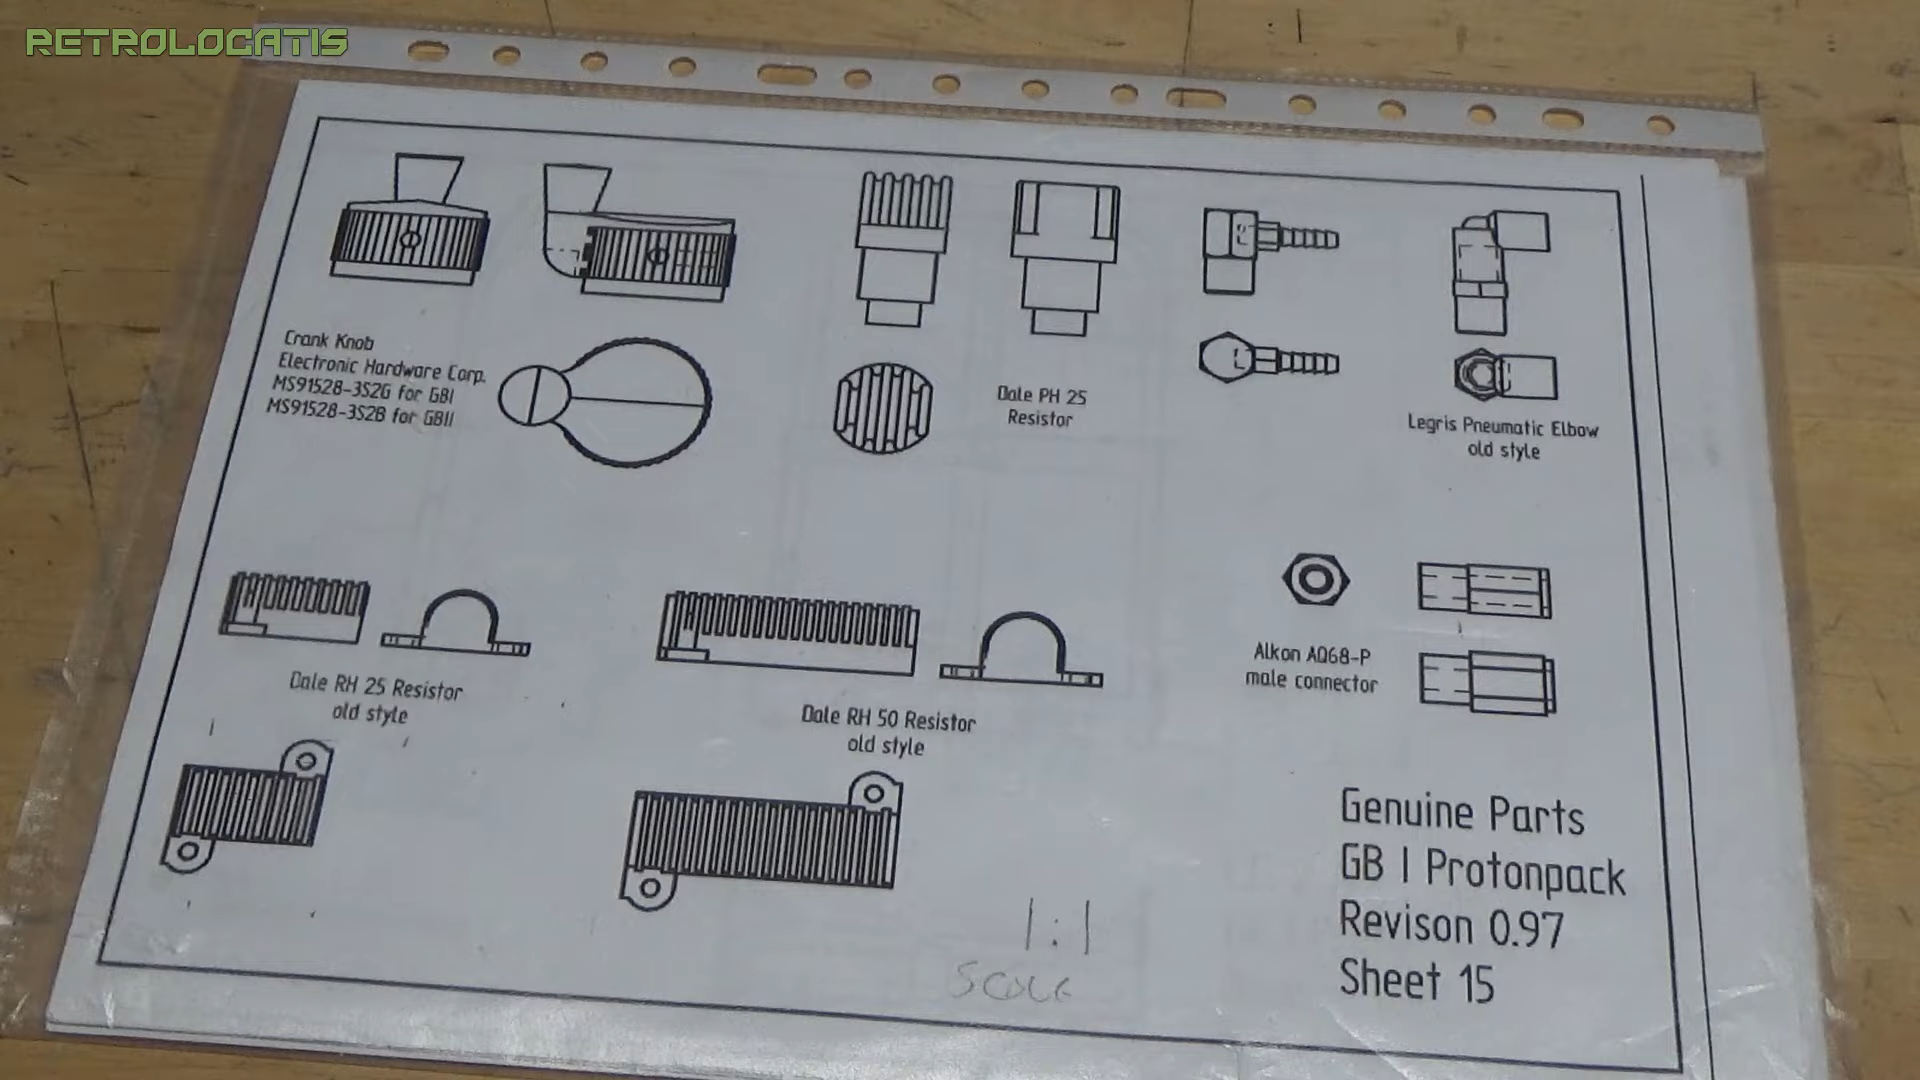 RETROLOCATIS
Crank Knob
Electronic Hardware Corp.
MS91528-3S2G for GBI
MS91528-3S2B for GBII
Dale PH 25
Resistor
Legris Pneumatic Elbow
old style
Dale RH 25 Resistor
old style
Dale RH 50 Resistor
old style
Alkon AQ68-P
male connector
1:1
Scale
Genuine Parts
GB I Protonpack
Revison 0.97
Sheet 15